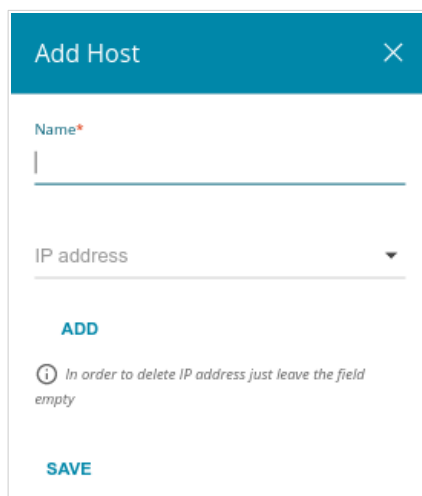 Add Host
Name*
IP address
ADD
In order to delete IP address just leave the field
empty
SAVE